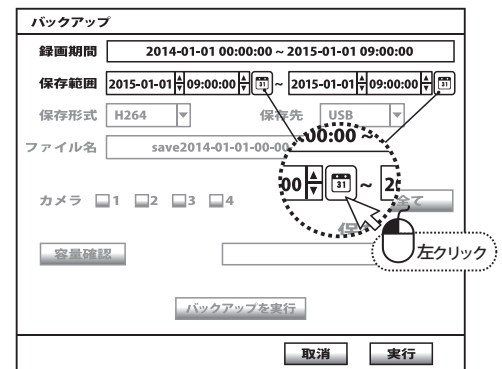 バックアップ
録画期間 2014-01-01 00:00:00 ~ 2015-01-01 09:00:00
保存範囲 2015-01-01 09:00:00 31 ~ 2015-01-01 09:00:00 31
保存形式 H264 保存先 USB
00:00 ~
ファイル名 save2014-01-01-00-00
00 31 ~ 2
カメラ 1 2 3 4 全て
保
左クリック
容量確認
バックアップを実行
取消 実行